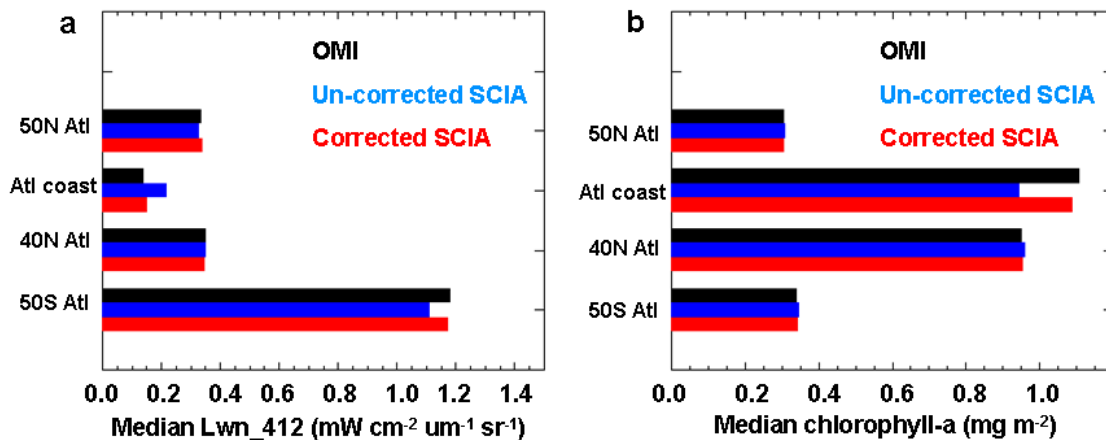 a
OMI
Un-corrected SCIA
Corrected SCIA
50N Atl
Atl coast
40N Atl
50S Atl
0.0 0.2 0.4 0.6 0.8 1.0 1.2 1.4
Median Lwn_412 (mW cm-2 um-1 sr-1)
b
OMI
Un-corrected SCIA
Corrected SCIA
50N Atl
Atl coast
40N Atl
50S Atl
0.0 0.2 0.4 0.6 0.8 1.0
Median chlorophyll-a (mg m-2)